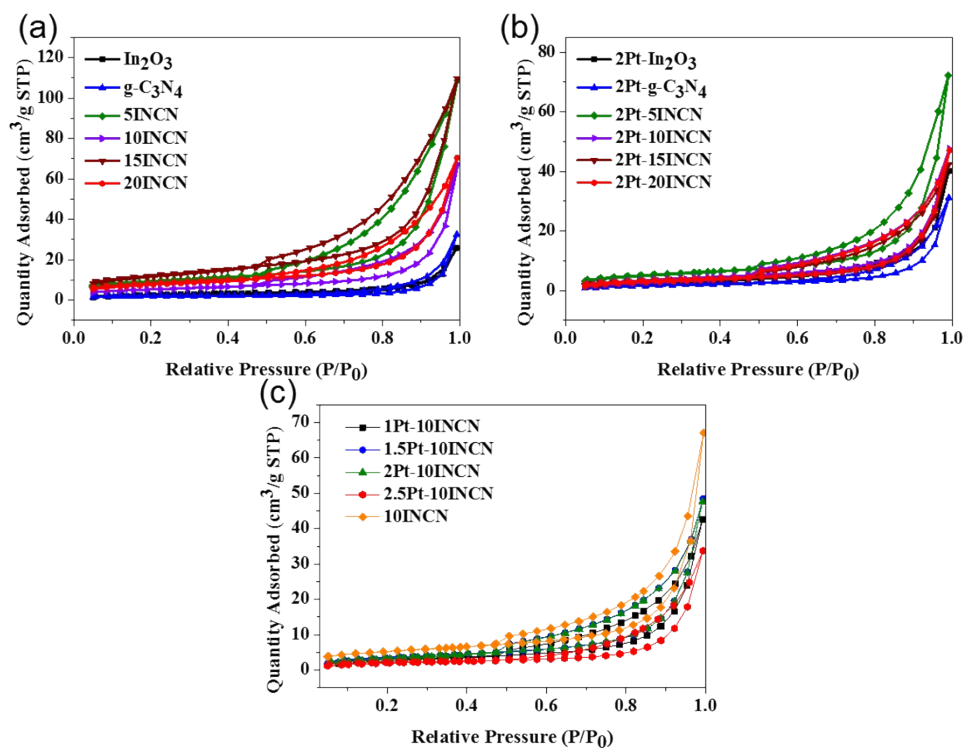 (a)
Quantity Adsorbed (cm³/g STP)
120
100
80
60
40
20
0
In₂O₃
g-C₃N₄
5INCN
10INCN
15INCN
20INCN
0.0 0.2 0.4 0.6 0.8 1.0
Relative Pressure (P/P₀)
(b)
Quantity Adsorbed (cm³/g STP)
80
60
40
20
0
2Pt-In₂O₃
2Pt-g-C₃N₄
2Pt-5INCN
2Pt-10INCN
2Pt-15INCN
2Pt-20INCN
0.0 0.2 0.4 0.6 0.8 1.0
Relative Pressure (P/P₀)
(c)
Quantity Adsorbed (cm³/g STP)
70
60
50
40
30
20
10
0
1Pt-10INCN
1.5Pt-10INCN
2Pt-10INCN
2.5Pt-10INCN
10INCN
0.2 0.4 0.6 0.8 1.0
Relative Pressure (P/P₀)